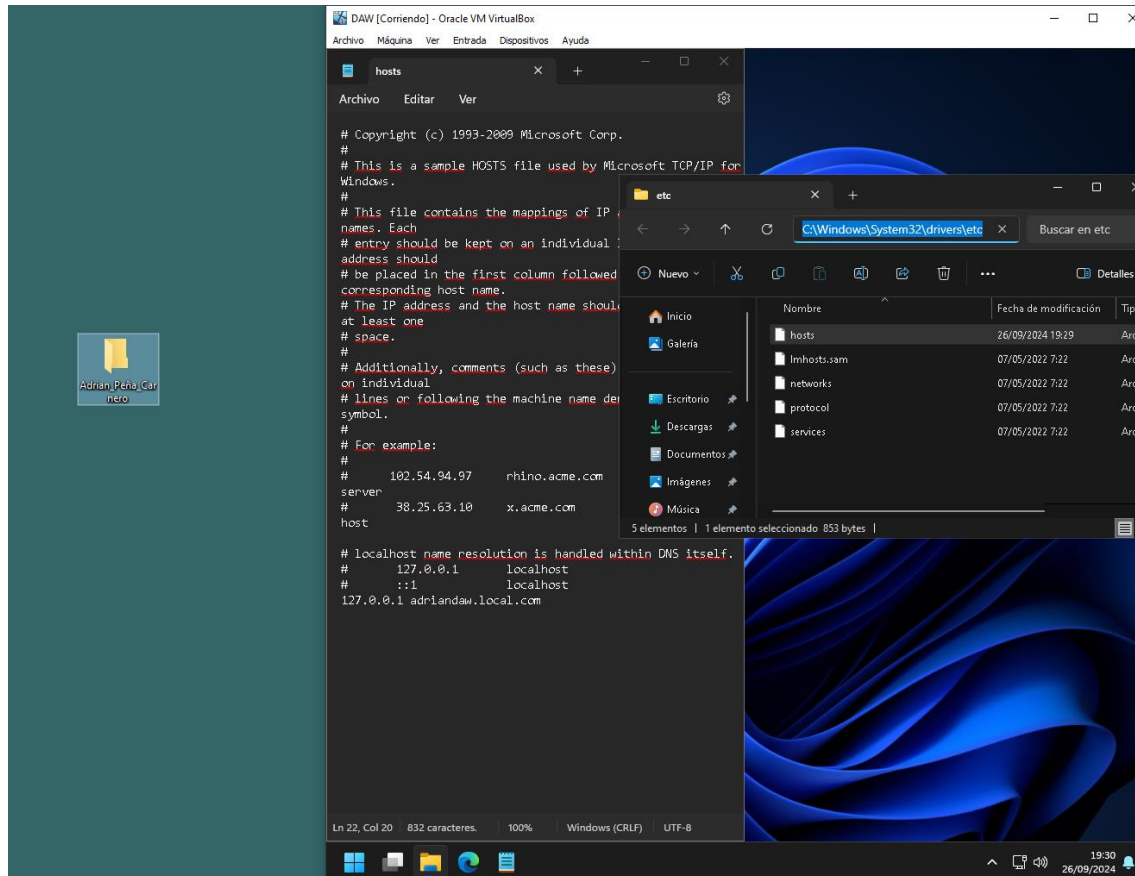 DAW [Corriendo] - Oracle VM VirtualBox
Archivo Máquina Ver Entrada Dispositivos Ayuda
hosts
Archivo Editar Ver
# Copyright (c) 1993-2009 Microsoft Corp.
#
# This is a sample HOSTS file used by Microsoft TCP/IP for
Windows.
#
# This file contains the mappings of IP
names. Each
# entry should be kept on an individual
address should
# be placed in the first column followed
corresponding host name.
# The IP address and the host name
at least one
# space.
#
# Additionally, comments (such as these)
on individual
# lines or following the machine name
symbol.
#
# For example:
#
# 102.54.94.97 rhino.acme.com
server
# 38.25.63.10 x.acme.com
host
# localhost name resolution is handled within DNS itself.
# 127.0.0.1 localhost
# ::1 localhost
127.0.0.1 adriandaw.local.com
Ln 22, Col 20 832 caracteres. 100% Windows (CRLF) UTF-8
etc
C:\Windows\System32\drivers\etc
Buscar en etc
Nuevo
Detalles
Inicio
Galería
Escritorio
Descargas
Documentos
Imágenes
Música
Nombre Fecha de modificación Tip
hosts 26/09/2024 19:29 Arc
lmhosts.sam 07/05/2022 7:22 Arc
networks 07/05/2022 7:22 Arc
protocol 07/05/2022 7:22 Arc
services 07/05/2022 7:22 Arc
5 elementos 1 elemento seleccionado 853 bytes
Adrian_Peña_Car
nero
19:30
26/09/2024